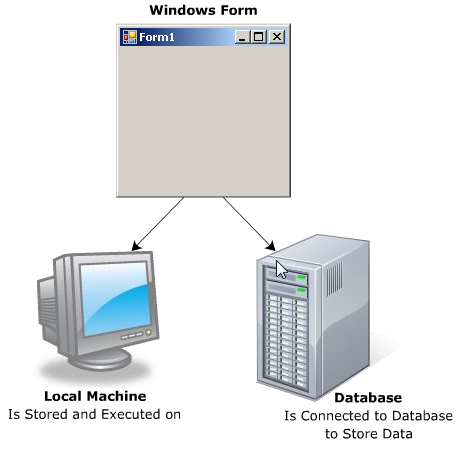 Windows Form
Form1
Local Machine
Is Stored and Executed on
Database
Is Connected to Database
to Store Data